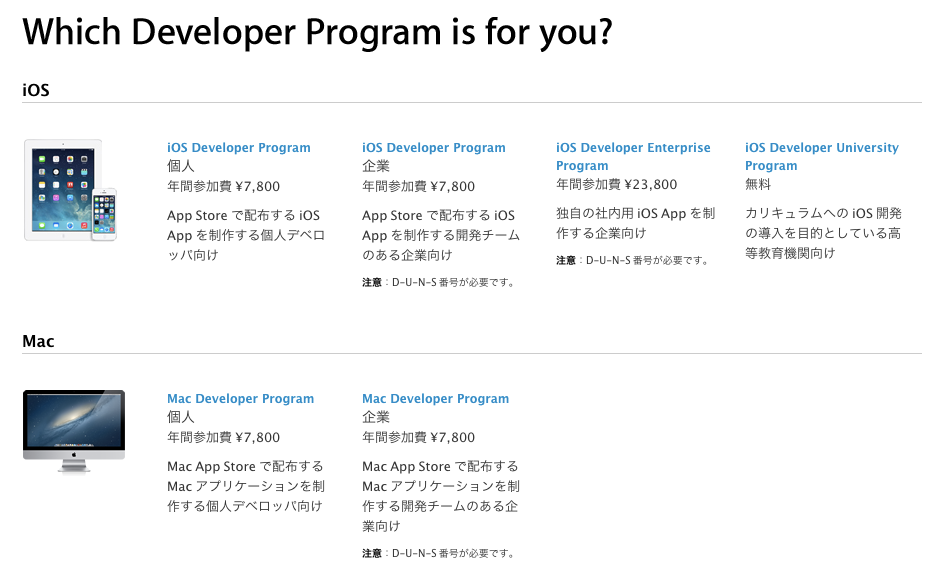 Which Developer Program is for you?
iOS
iOS Developer Program
個人
年間参加費 ¥7,800
App Store で配布する iOS
App を制作する個人デベロ
ッパ向け
iOS Developer Program
企業
年間参加費 ¥7,800
App Store で配布する iOS
App を制作する開発チーム
のある企業向け
注意：D-U-N-S 番号が必要です。
iOS Developer Enterprise
Program
年間参加費 ¥23,800
独自の社内用 iOS App を制
作する企業向け
注意：D-U-N-S 番号が必要です。
iOS Developer University
Program
無料
カリキュラムへの iOS 開発
の導入を目的としている高
等教育機関向け
Mac
Mac Developer Program
個人
年間参加費 ¥7,800
Mac App Store で配布する
Mac アプリケーションを制
作する個人デベロッパ向け
Mac Developer Program
企業
年間参加費 ¥7,800
Mac App Store で配布する
Mac アプリケーションを制
作する開発チームのある企
業向け
注意：D-U-N-S 番号が必要です。